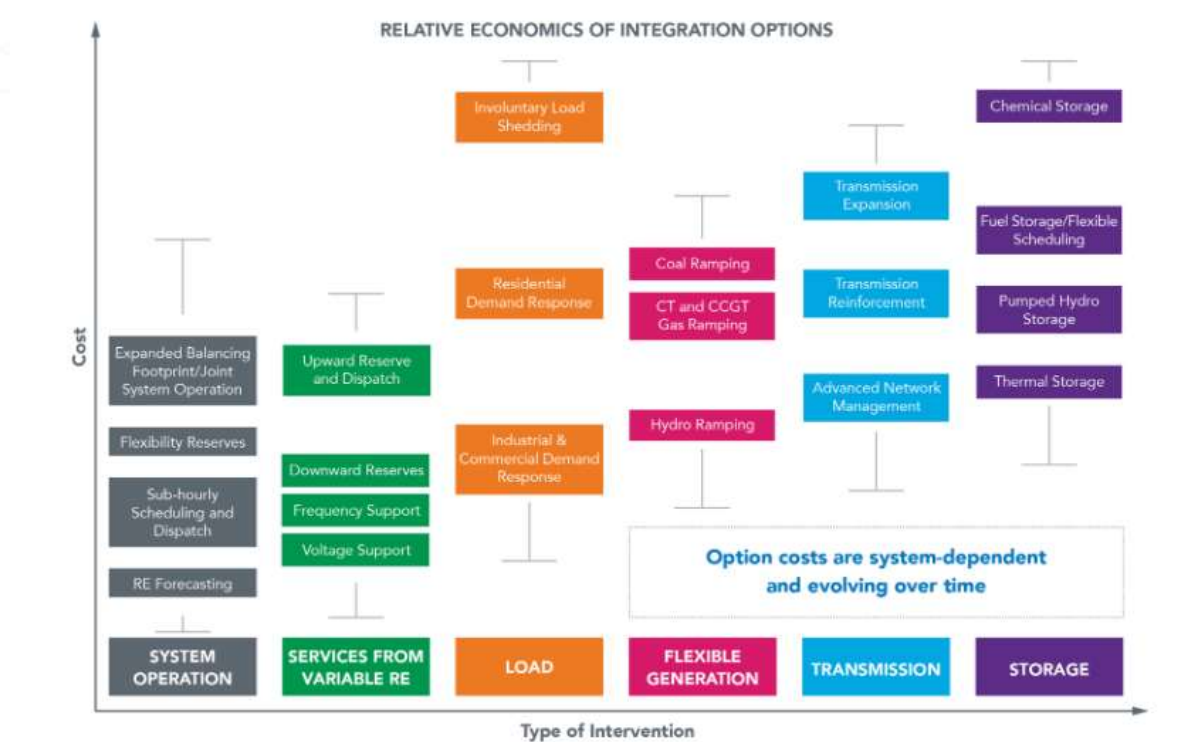 RELATIVE ECONOMICS OF INTEGRATION OPTIONS
Cost
Expanded Balancing
Footprint/Joint
System Operation
Flexibility Reserves
Sub-hourly
Scheduling and
Dispatch
RE Forecasting
SYSTEM
OPERATION
Upward Reserve
and Dispatch
Downward Reserves
Frequency Support
Voltage Support
SERVICES FROM
VARIABLE RE
Involuntary Load
Shedding
Residential
Demand Response
Industrial &
Commercial Demand
Response
LOAD
Coal Ramping
CT and CCGT
Gas Ramping
Hydro Ramping
FLEXIBLE
GENERATION
Transmission
Expansion
Transmission
Reinforcement
Advanced Network
Management
TRANSMISSION
Chemical Storage
Fuel Storage/Flexible
Scheduling
Pumped Hydro
Storage
Thermal Storage
STORAGE
Option costs are system-dependent
and evolving over time
Type of Intervention